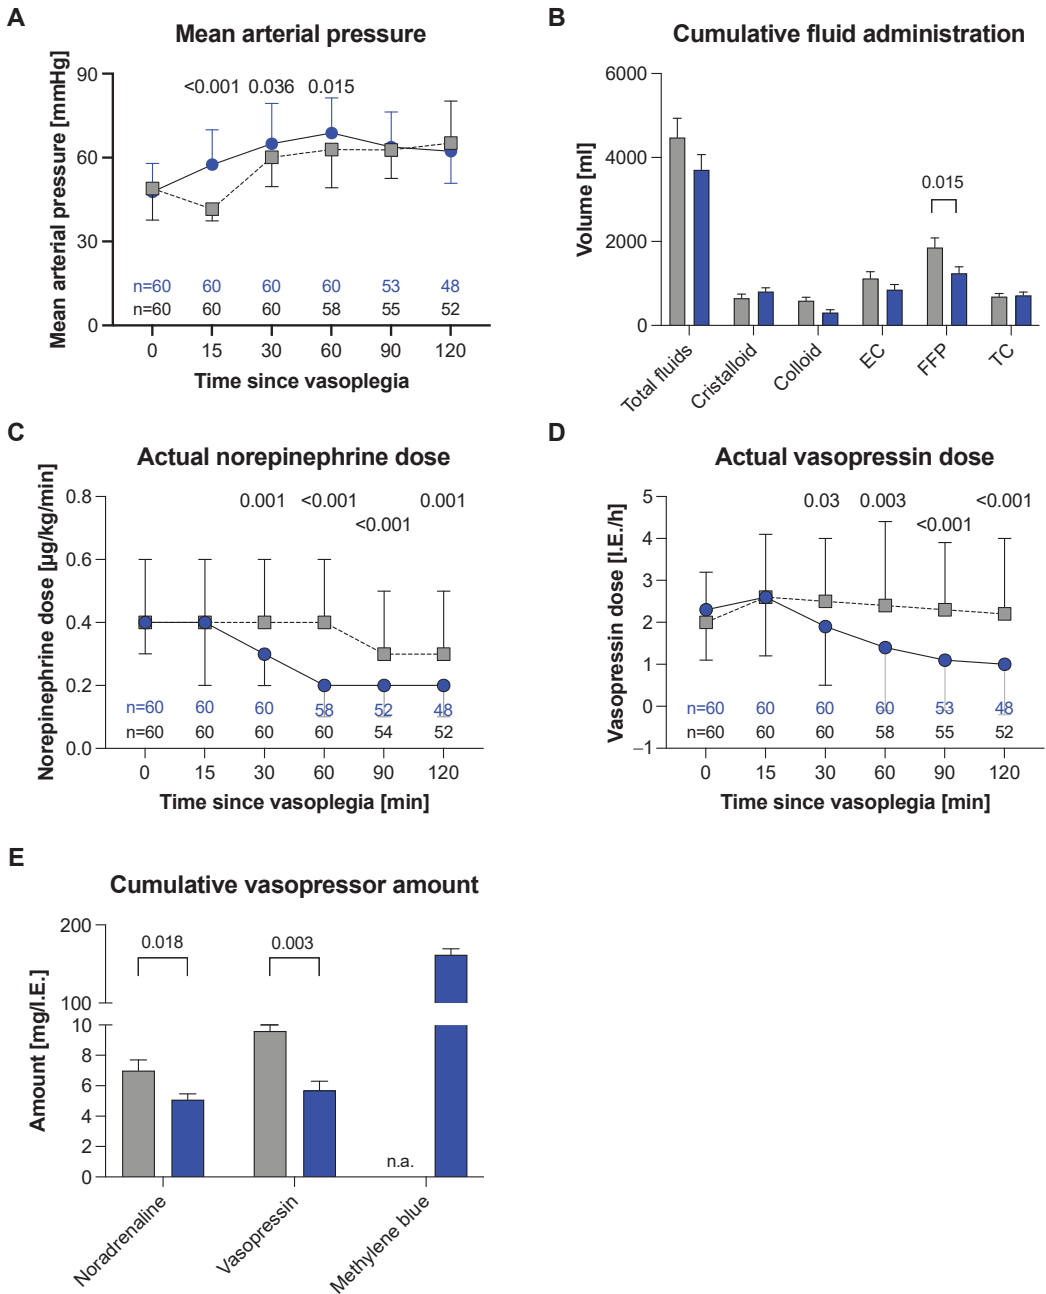 A
Mean arterial pressure
Mean arterial pressure [mmHg]
90
60
30
0
<0.001 0.036 0.015
n=60 60 60 60 53 48
n=60 60 60 58 55 52
0 15 30 60 90 120
Time since vasoplegia
B
Cumulative fluid administration
Volume [ml]
6000
4000
2000
0
0.015
Total fluids
Cristalloid
Colloid
EC
FFP
TC
C
Actual norepinephrine dose
Norepinephrine dose [µg/kg/min]
0.8
0.6
0.4
0.2
0.0
0.001 <0.001 0.001
<0.001
n=60 60 60 58 52 48
n=60 60 60 60 54 52
0 15 30 60 90 120
Time since vasoplegia [min]
D
Actual vasopressin dose
Vasopressin dose [I.E./h]
5
4
3
2
1
0
−1
0.03 0.003 <0.001
<0.001
n=60 60 60 60 53 48
n=60 60 60 58 55 52
0 15 30 60 90 120
Time since vasoplegia [min]
E
Cumulative vasopressor amount
Amount [mg/I.E.]
200
100
10
8
6
4
2
0
0.018 0.003
n.a.
Noradrenaline
Vasopressin
Methylene blue